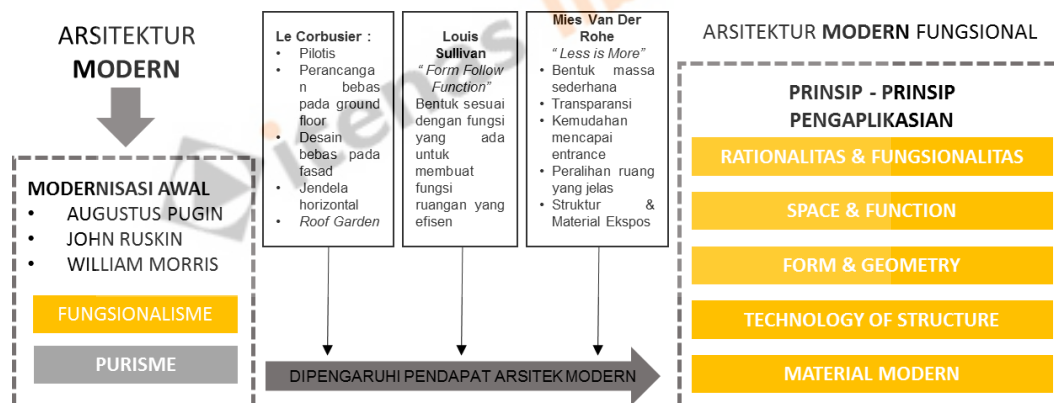 ARSITEKTUR
MODERN
MODERNISASI AWAL
• AUGUSTUS PUGIN
• JOHN RUSKIN
• WILLIAM MORRIS
FUNGSIONALISME
PURISME
Le Corbusier :
• Pilotis
• Perancanga
n bebas
pada ground
floor
• Desain
bebas pada
fasad
• Jendela
horizontal
• Roof Garden
Louis
Sullivan
“ Form Follow
Function”
Bentuk sesuai
dengan fungsi
yang ada
untuk
membuat
fungsi
ruangan yang
efisen
Mies Van Der
Rohe
“ Less is More”
• Bentuk massa
sederhana
• Transparansi
• Kemudahan
mencapai
entrance
• Peralihan ruang
yang jelas
• Struktur &
Material Ekspos
DIPENGARUHI PENDAPAT ARSITEK MODERN
ARSITEKTUR MODERN FUNGSIONAL
PRINSIP - PRINSIP
PENGAPLIKASIAN
RATIONALITAS & FUNGSIONALITAS
SPACE & FUNCTION
FORM & GEOMETRY
TECHNOLOGY OF STRUCTURE
MATERIAL MODERN
itenas